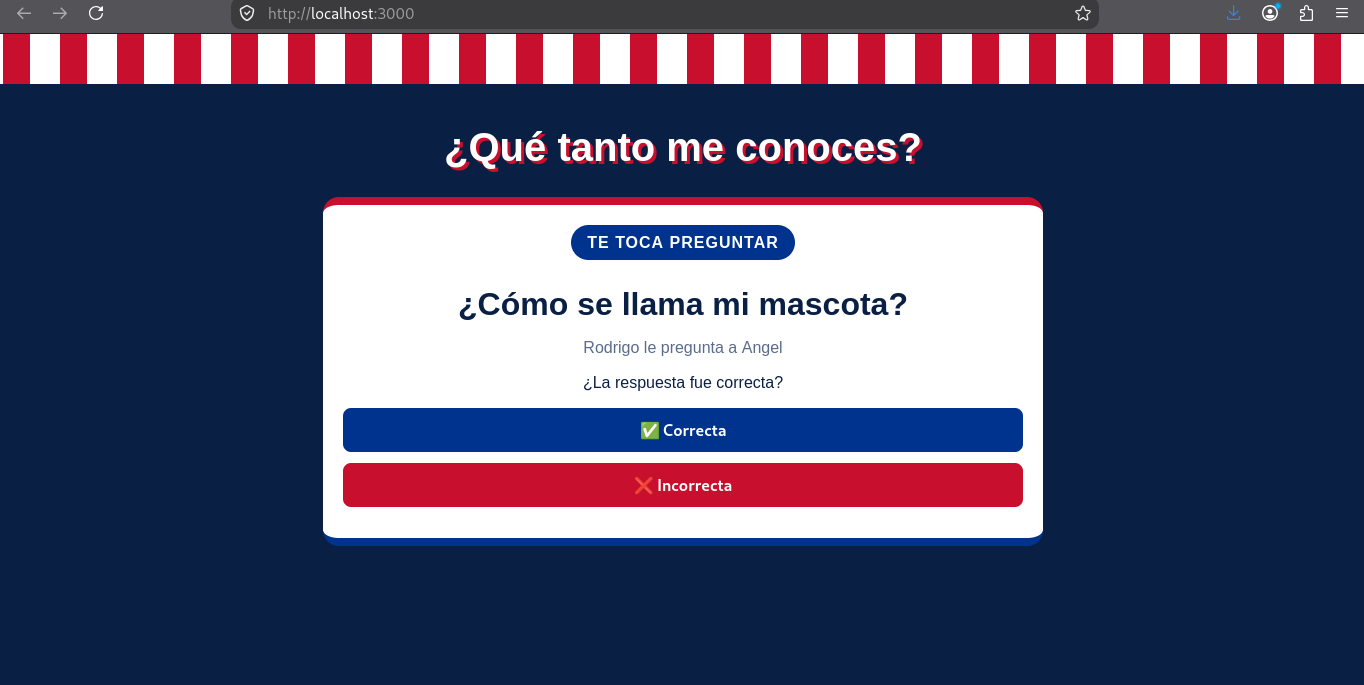 http://localhost:3000
¿Qué tanto me conoces?
TE TOCA PREGUNTAR
¿Cómo se llama mi mascota?
Rodrigo le pregunta a Angel
¿La respuesta fue correcta?
✅ Correcta
❌ Incorrecta